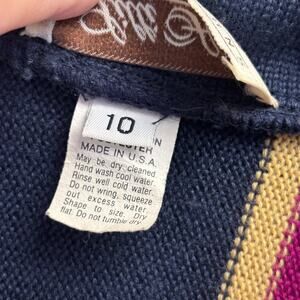 10
MADE IN U.S.A.
May be dry cleaned
Hand wash cool water.
Rinse well cold water.
Do not wring, squeeze
out excess water.
Shape to size. Dry
flat. Do not tumble dry.